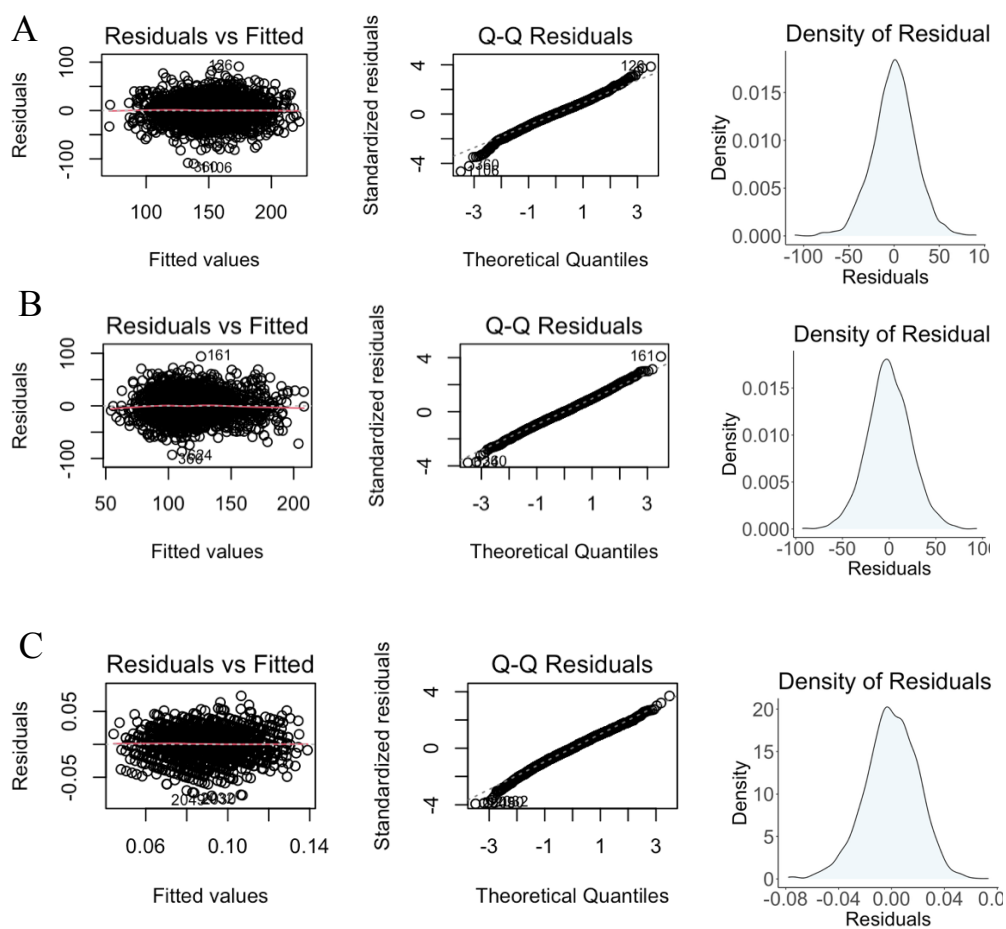 A
Residuals vs Fitted
Residuals
100
0
-100
126
100 150 200
Fitted values
Q-Q Residuals
Standardized residuals
4
0
-4
126
-3 -1 1 3
Theoretical Quantiles
Density of Residual
Density
0.015
0.010
0.005
0.000
-100 -50 0 50 10
Residuals
B
Residuals vs Fitted
Residuals
100
0
-100
161
50 100 150 200
Fitted values
Q-Q Residuals
Standardized residuals
4
0
-4
161
-3 -1 1 3
Theoretical Quantiles
Density of Residual
Density
0.015
0.010
0.005
0.000
-100 -50 0 50 10
Residuals
C
Residuals vs Fitted
Residuals
0.05
-0.05
0.06 0.10 0.14
Fitted values
Q-Q Residuals
Standardized residuals
4
0
-4
-3 -1 1 3
Theoretical Quantiles
Density of Residuals
Density
20
15
10
5
0
-0.08 -0.04 0.00 0.04 0.0
Residuals